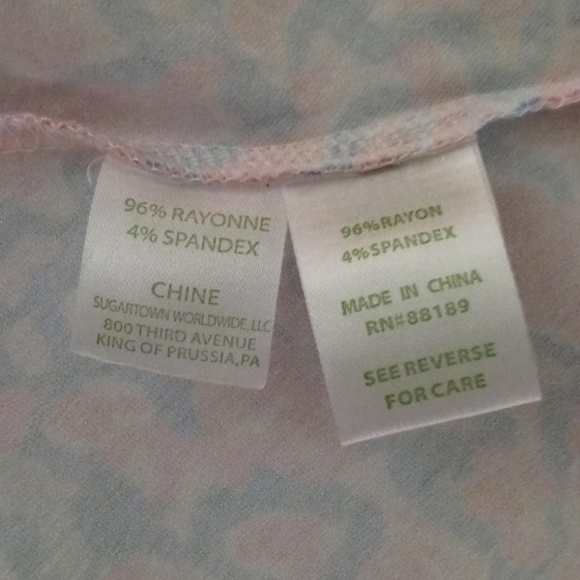 96% RAYONNE
4% SPANDEX
CHINE
SUGARTOWN WORLDWIDE, LLC
800 THIRD AVENUE
KING OF PRUSSIA, PA
96% RAYON
4% SPANDEX
MADE IN CHINA
RN#88189
SEE REVERSE
FOR CARE